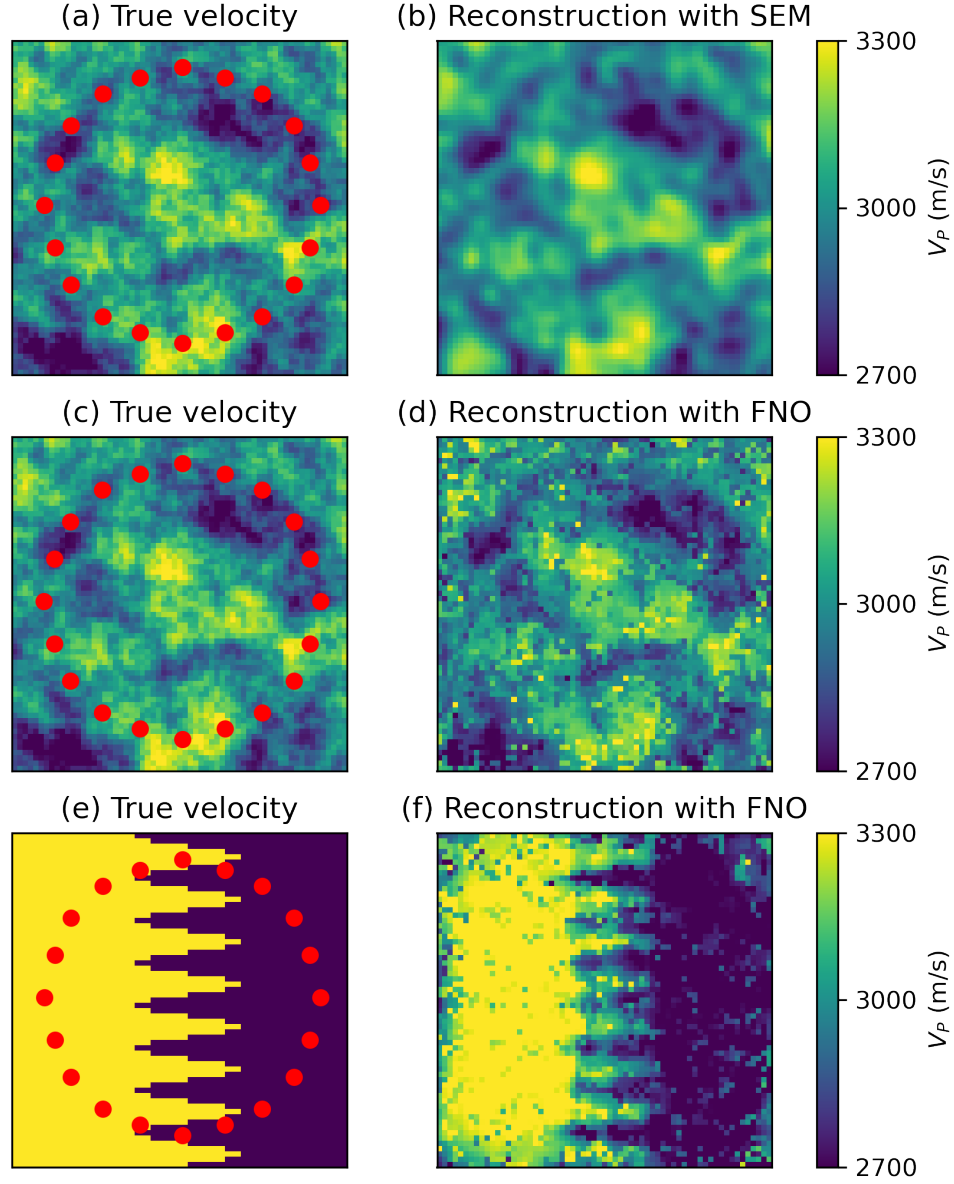 (a) True velocity
(b) Reconstruction with SEM
3300
3000
2700
V_P (m/s)
(c) True velocity
(d) Reconstruction with FNO
3300
3000
2700
V_P (m/s)
(e) True velocity
(f) Reconstruction with FNO
3300
3000
2700
V_P (m/s)